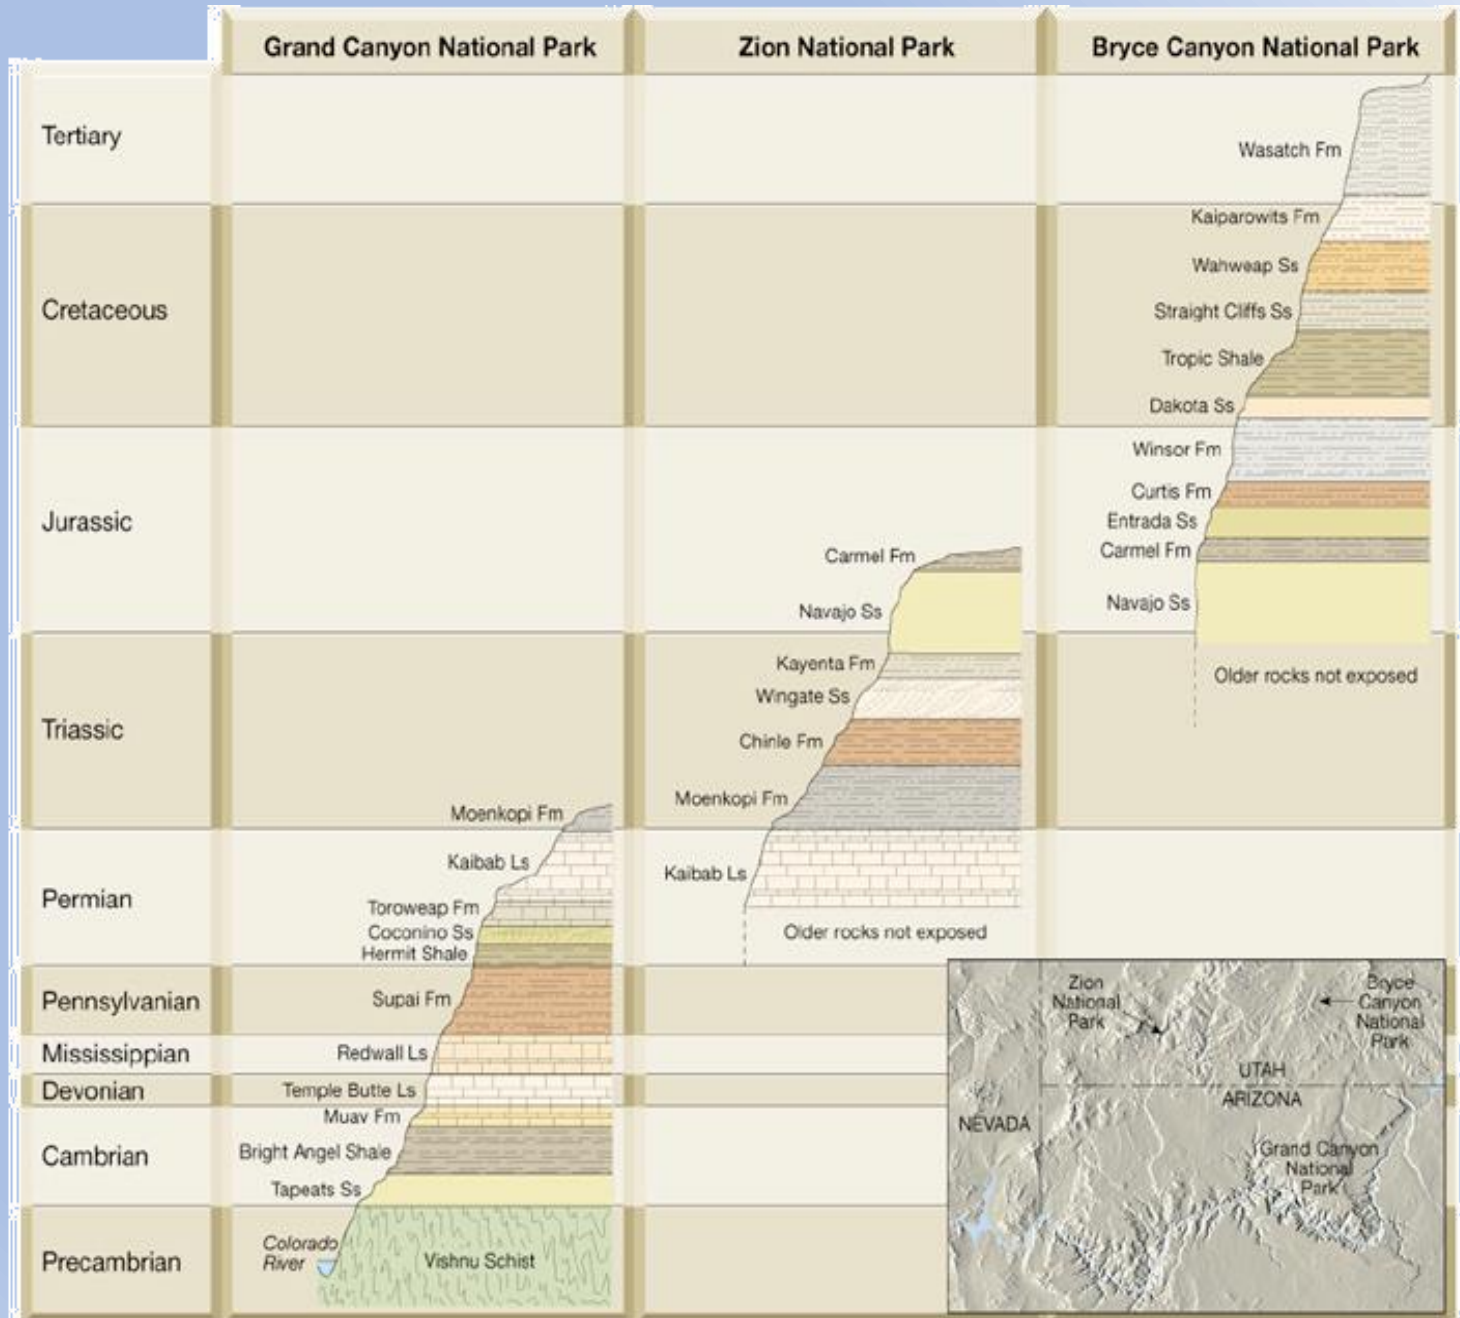 Grand Canyon National Park
Zion National Park
Bryce Canyon National Park
Tertiary
Cretaceous
Jurassic
Triassic
Permian
Pennsylvanian
Mississippian
Devonian
Cambrian
Precambrian
Moenkopi Fm
Kaibab Ls
Toroweap Fm
Coconino Ss
Hermit Shale
Supai Fm
Redwall Ls
Temple Butte Ls
Muav Fm
Bright Angel Shale
Tapeats Ss
Colorado
River
Vishnu Schist
Carmel Fm
Navajo Ss
Kayenta Fm
Wingate Ss
Chinle Fm
Moenkopi Fm
Kaibab Ls
Older rocks not exposed
Wasatch Fm
Kaiparowits Fm
Wahweap Ss
Straight Cliffs Ss
Tropic Shale
Dakota Ss
Winsor Fm
Curtis Fm
Entrada Ss
Carmel Fm
Navajo Ss
Older rocks not exposed
Zion
National
Park
Bryce
Canyon
National
Park
UTAH
ARIZONA
NEVADA
Grand Canyon
National
Park